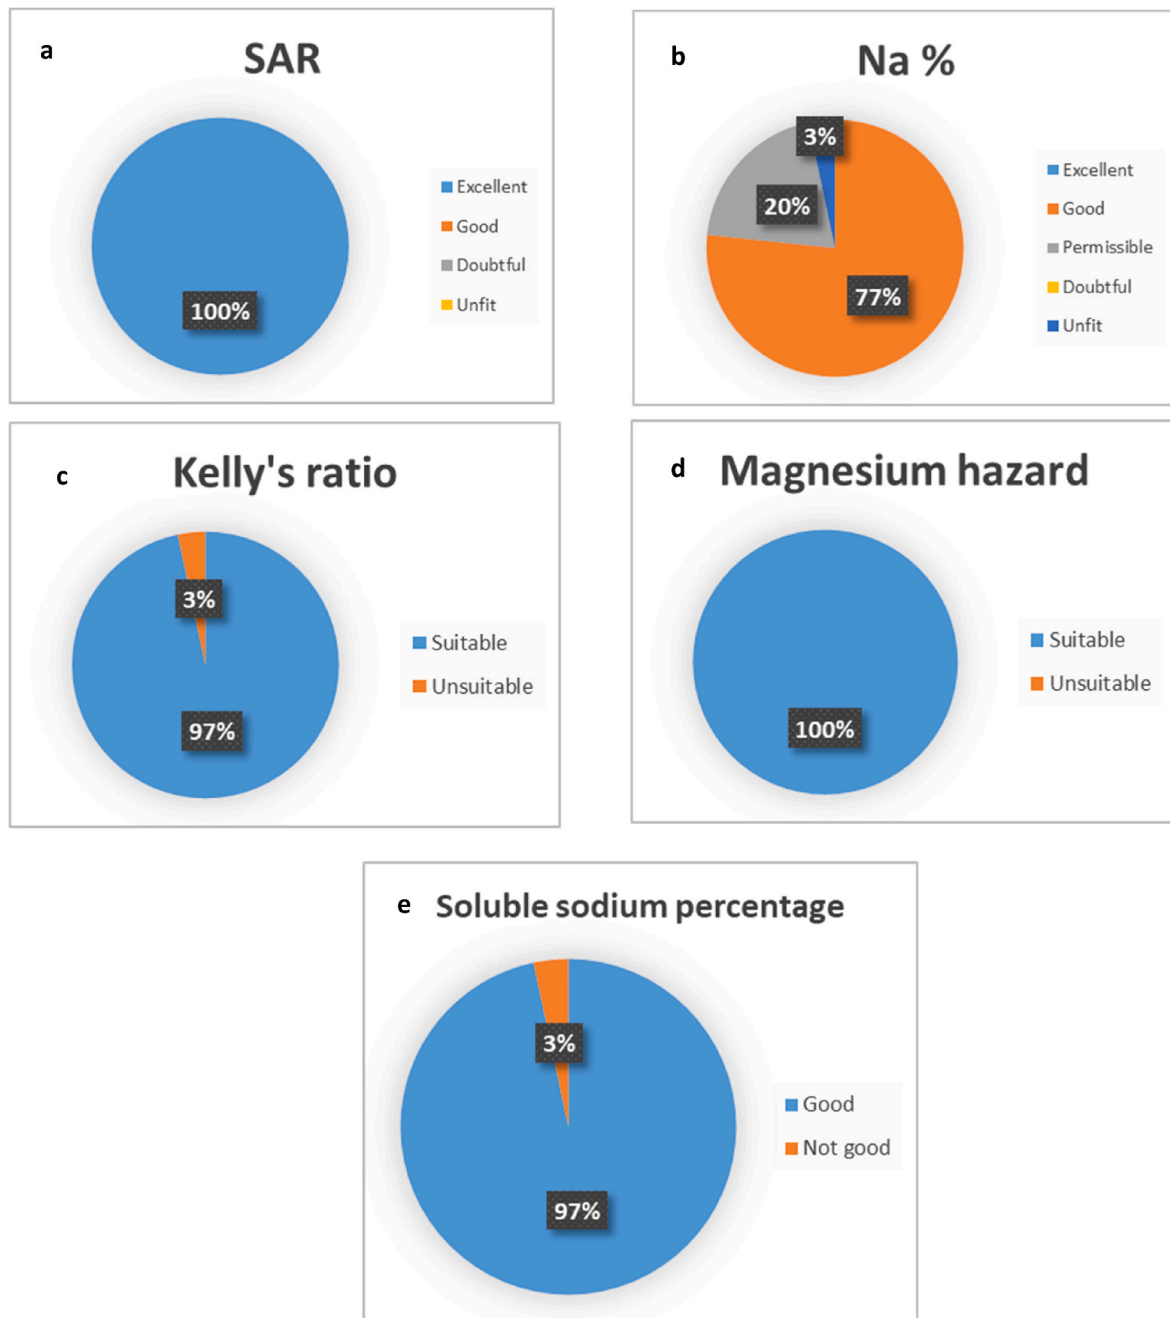 a
SAR
100%
Excellent
Good
Doubtful
Unfit
b
Na %
3%
20%
77%
Excellent
Good
Permissible
Doubtful
Unfit
c
Kelly's ratio
3%
97%
Suitable
Unsuitable
d
Magnesium hazard
100%
Suitable
Unsuitable
e
Soluble sodium percentage
3%
97%
Good
Not good